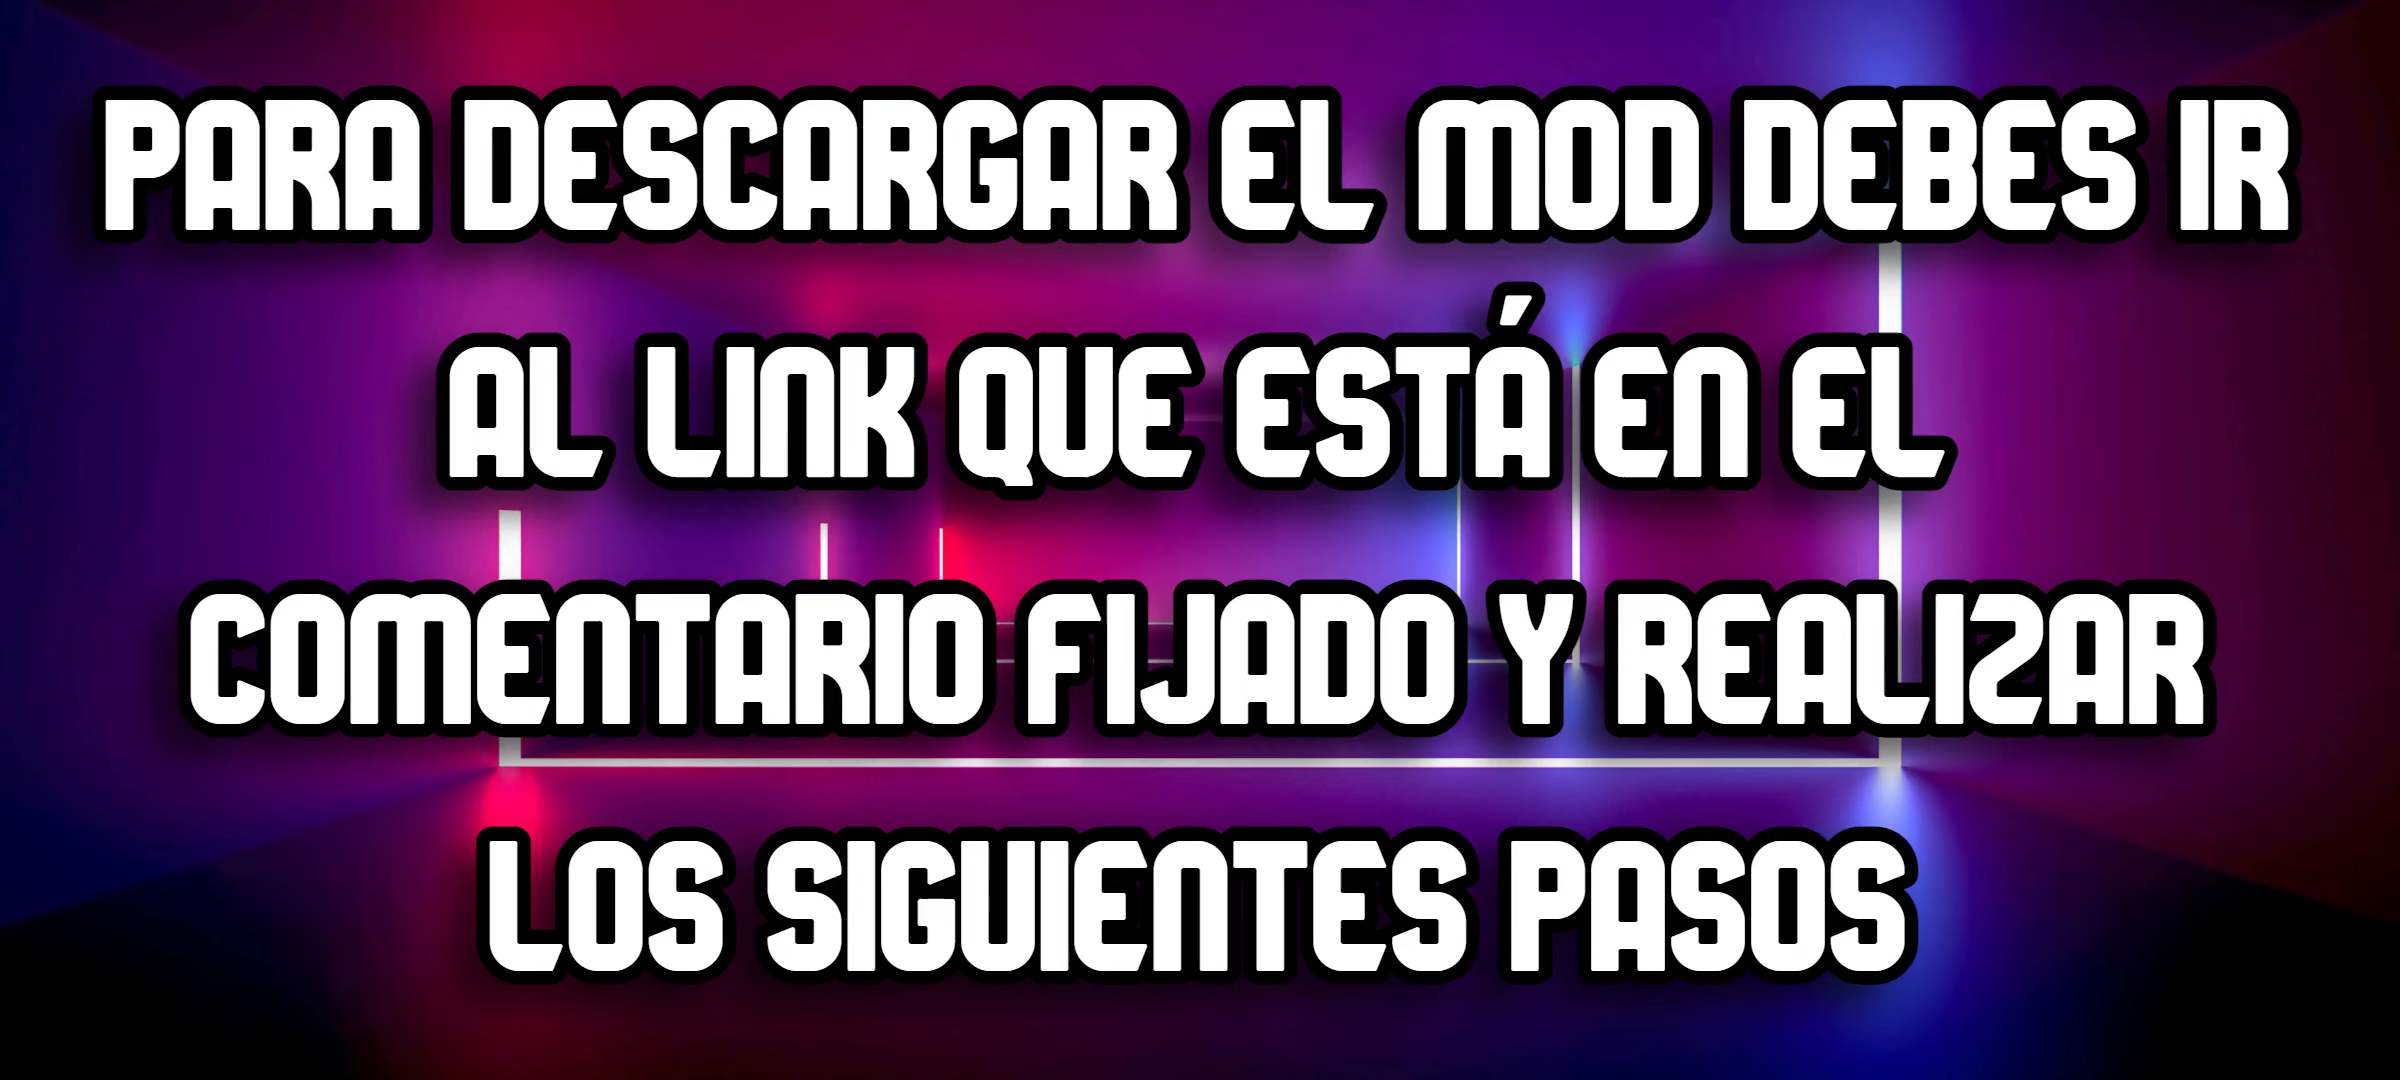 PARA DESCARGAR EL MOD DEBES IR
AL LINK QUE ESTÁ EN EL
COMENTARIO FIJADO Y REALIZAR
LOS SIGUIENTES PASOS